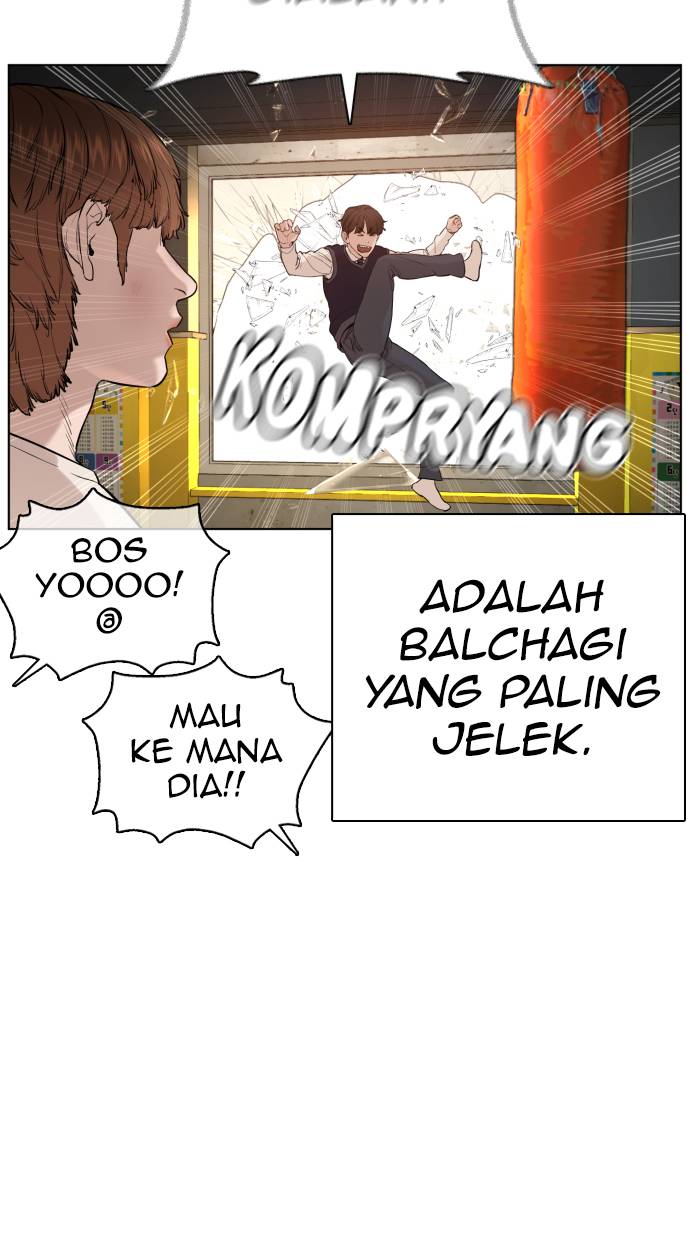 KOMPRYANG
BOS
YOOOO!
@
ADALAH
BALCHAGI
YANG PALING
JELEK.
MAU
KE MANA
DIA!!